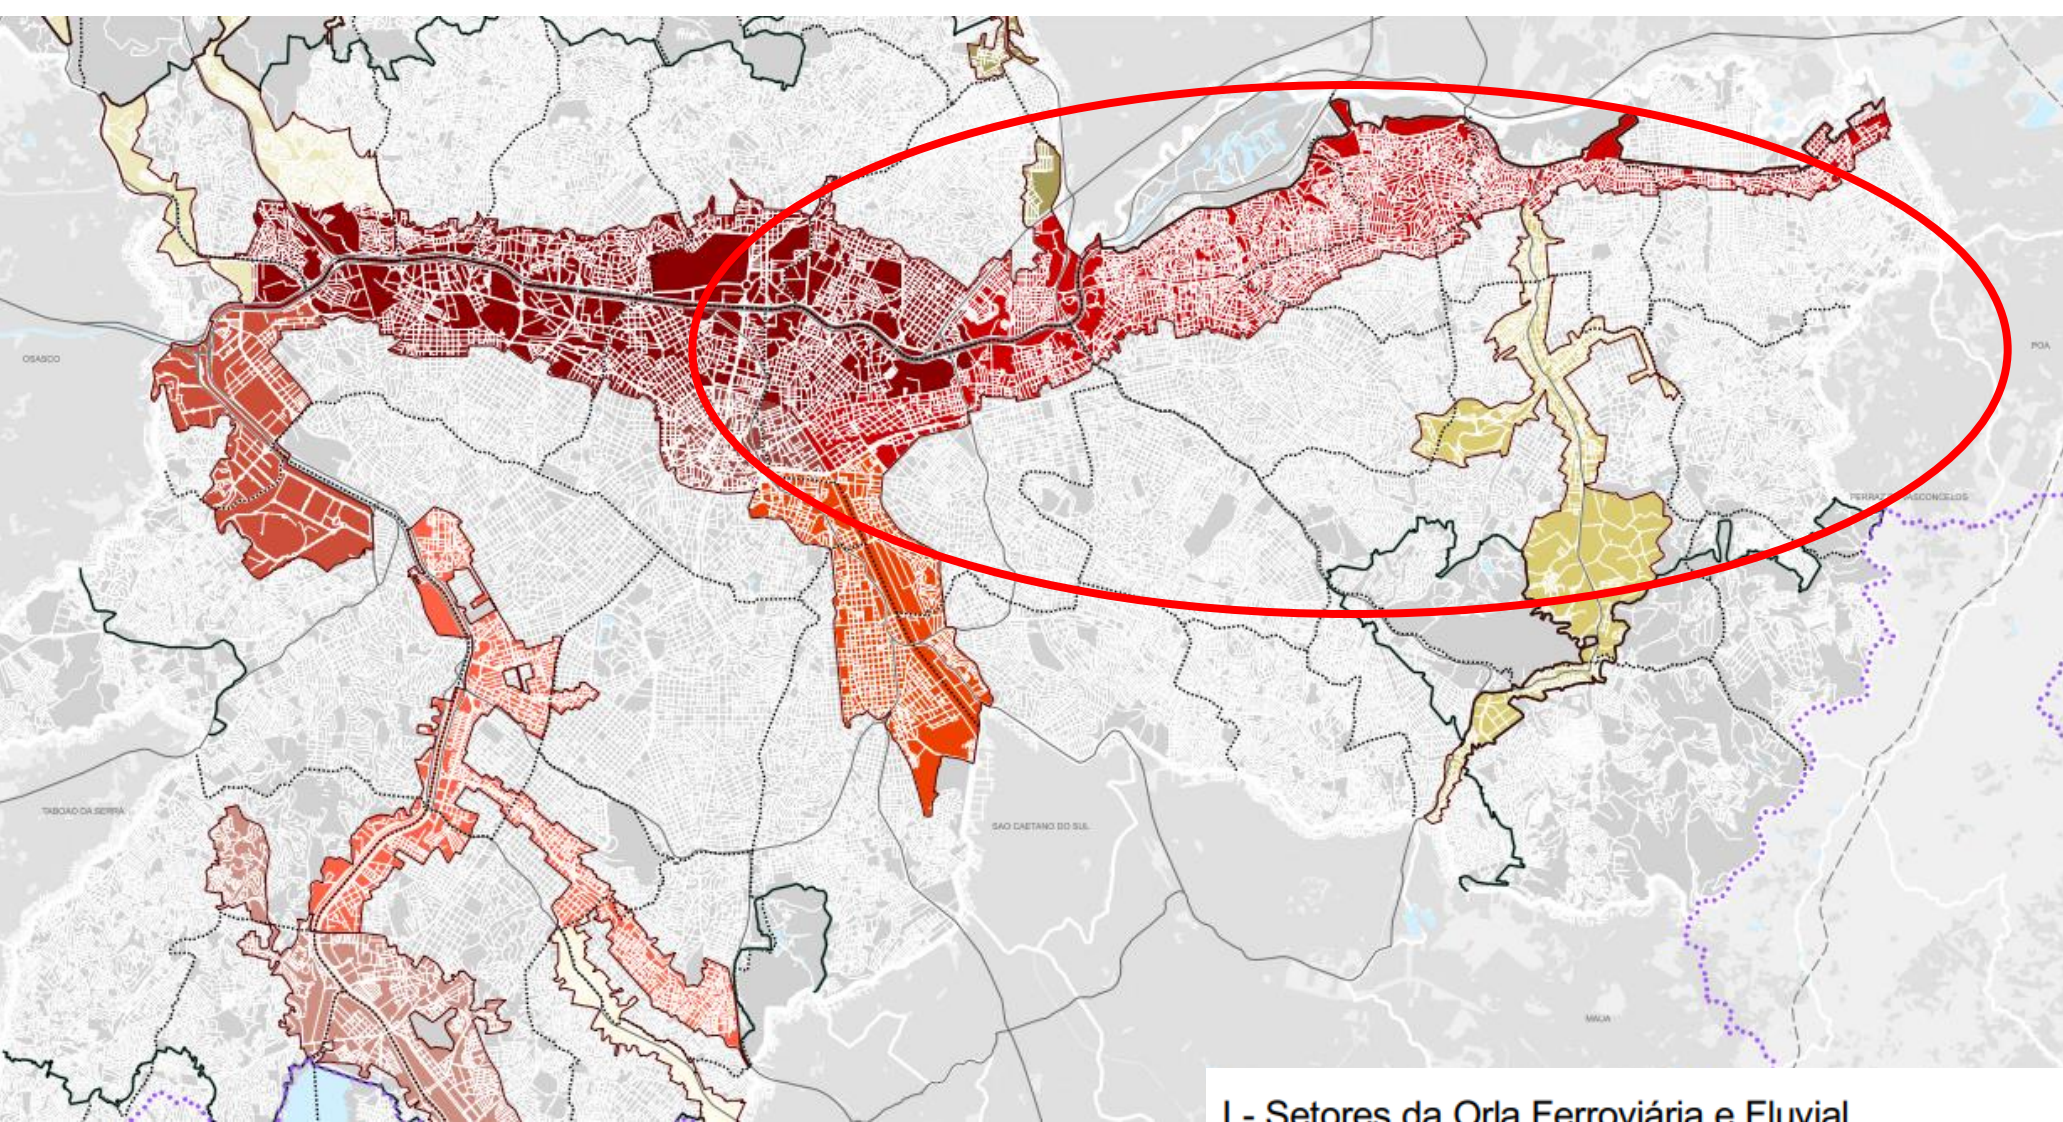 OSASCO
POA
FERRAZ DE VASCONCELOS
TABOAO DA SERRA
SAO CAETANO DO SUL
MAUA
I - Setores da Orla Ferroviária e Fluvial